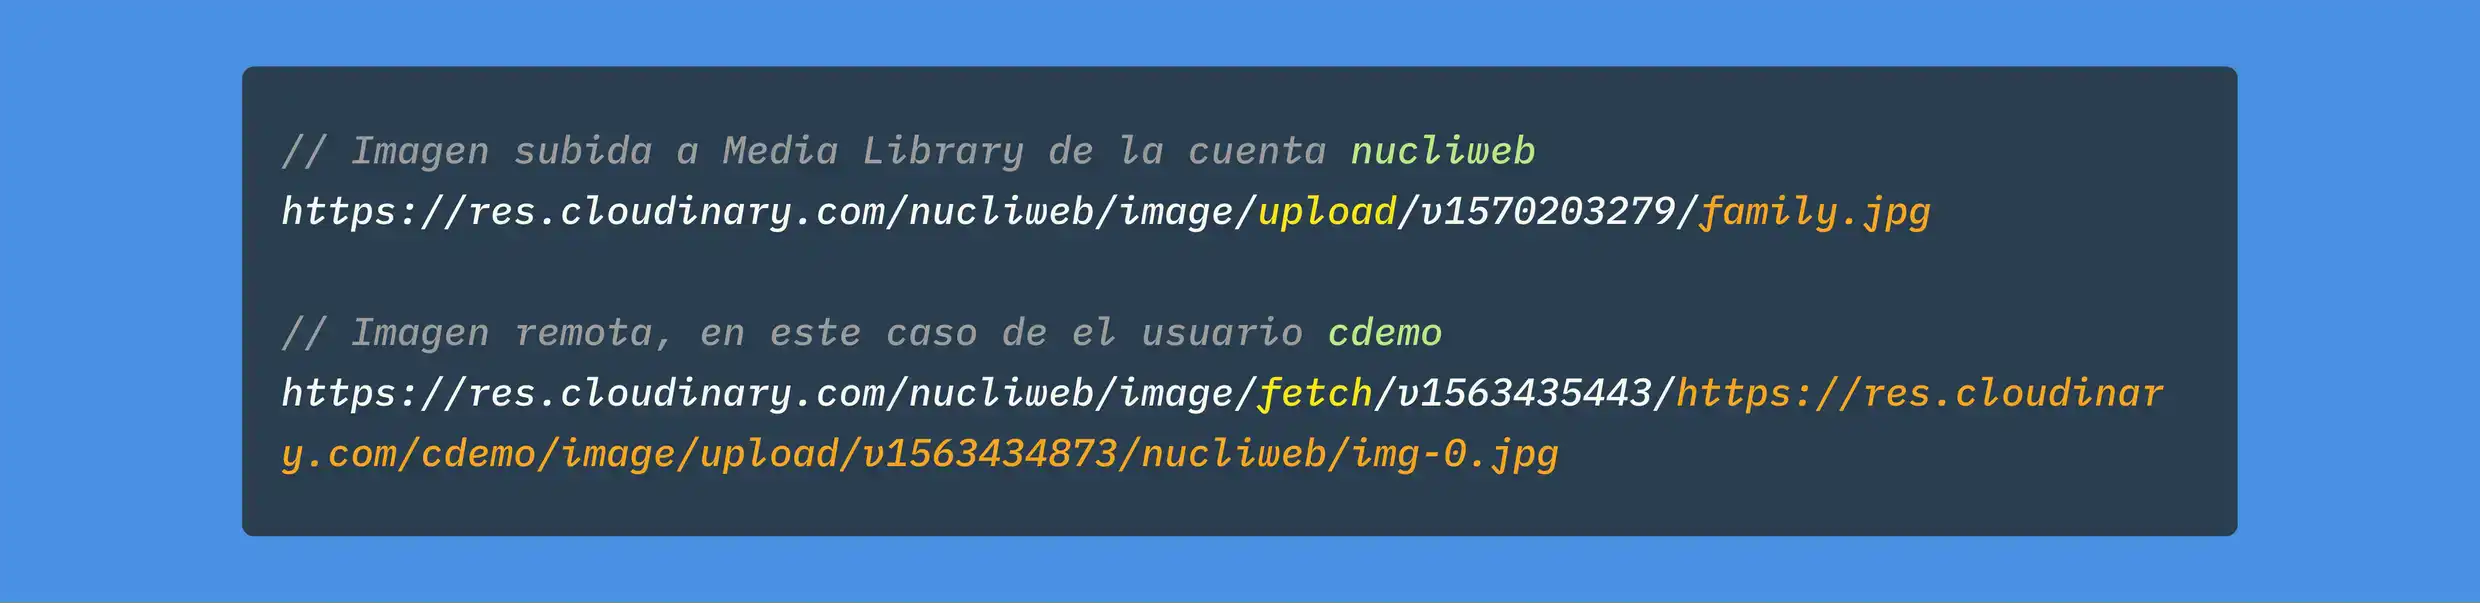 // Imagen subida a Media Library de la cuenta nucliweb
https://res.cloudinary.com/nucliweb/image/upload/v1570203279/family.jpg
// Imagen remota, en este caso de el usuario cdemo
https://res.cloudinary.com/nucliweb/image/fetch/v1563435443/https://res.cloudinar
y.com/cdemo/image/upload/v1563434873/nucliweb/img-0.jpg